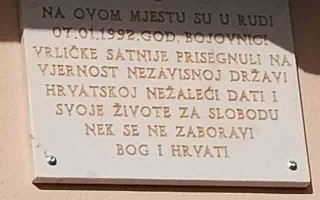 NA OVOM MJESTU SU U RUDI
07.01.1992.GOD. BOJOVNICI
VRLIČKE SATNIJE PRISEGNULI NA
VJERNOST NEZAVISNOJ DRŽAVI
HRVATSKOJ NEŽALEĆI DATI I
SVOJE ŽIVOTE ZA SLOBODU
NEK SE NE ZABORAVI
BOG I HRVATI